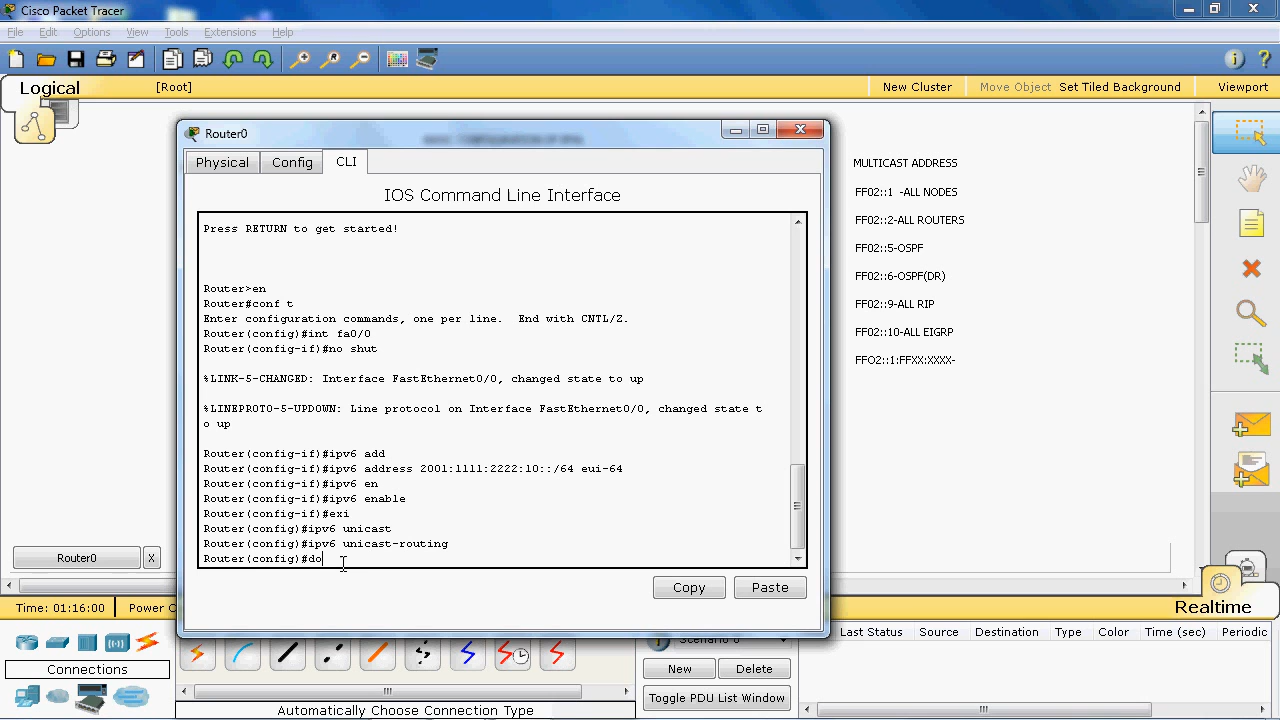 Cisco Packet Tracer
File Edit Options View Tools Extensions Help
Logical [Root] New Cluster Move Object Set Tiled Background Viewport
Router0
Physical Config CLI
IOS Command Line Interface
Press RETURN to get started!
Router>en
Router#conf t
Enter configuration commands, one per line. End with CNTL/Z.
Router(config)#int fa0/0
Router(config-if)#no shut
%LINK-5-CHANGED: Interface FastEthernet0/0, changed state to up
%LINEPROTO-5-UPDOWN: Line protocol on Interface FastEthernet0/0, changed state t
o up
Router(config-if)#ipv6 add
Router(config-if)#ipv6 address 2001:1111:2222:10::/64 eui-64
Router(config-if)#ipv6 en
Router(config-if)#ipv6 enable
Router(config-if)#exi
Router(config)#ipv6 unicast
Router(config)#ipv6 unicast-routing
Router(config)#do
Copy Paste
MULTICAST ADDRESS
FF02::1 -ALL NODES
FF02::2-ALL ROUTERS
FF02::5-OSPF
FF02::6-OSPF(DR)
FF02::9-ALL RIP
FF02::10-ALL EIGRP
FFO2::1:FFXX:XXXX-
Router0 X
Time: 01:16:00 Power C
Realtime
Scenario 0
Last Status Source Destination Type Color Time (sec) Periodic
Connections
New Delete
Toggle PDU List Window
Automatically Choose Connection Type